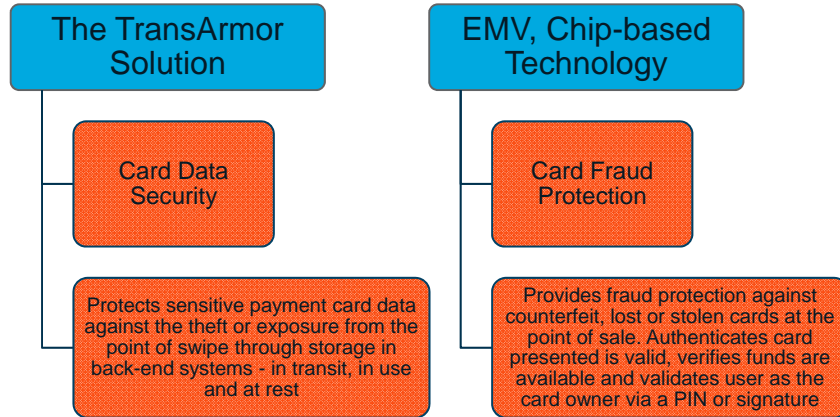 The TransArmor
Solution
Card Data
Security
Protects sensitive payment card data
against the theft or exposure from the
point of swipe through storage in
back-end systems - in transit, in use
and at rest
EMV, Chip-based
Technology
Card Fraud
Protection
Provides fraud protection against
counterfeit, lost or stolen cards at the
point of sale. Authenticates card
presented is valid, verifies funds are
available and validates user as the
card owner via a PIN or signature